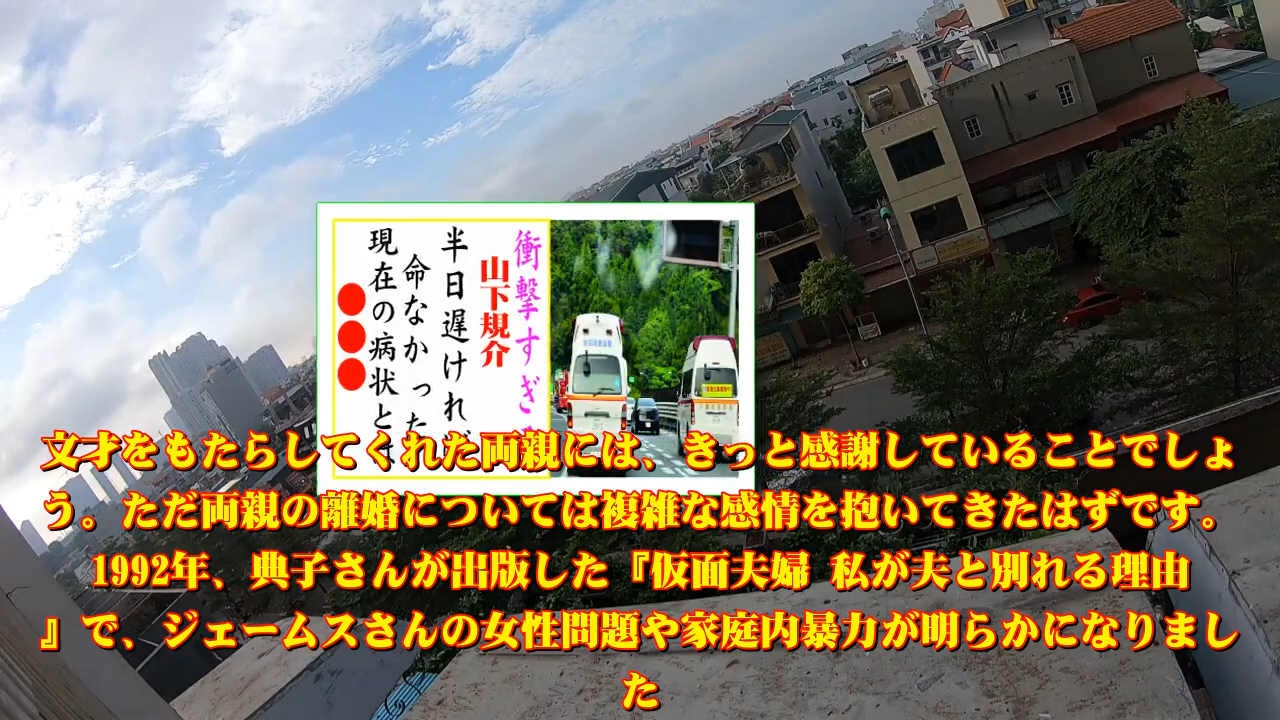 衝撃すぎ
山下規介
半日遅けれ
命なかった
現在の病状と
●●●
文才をもたらしてくれた両親には、きっと感謝していることでしょ
う。ただ両親の離婚については複雑な感情を抱いてきたはずです。
1992年、典子さんが出版した『仮面夫婦 私が夫と別れる理由
』で、ジェームスさんの女性問題や家庭内暴力が明らかになりまし
た